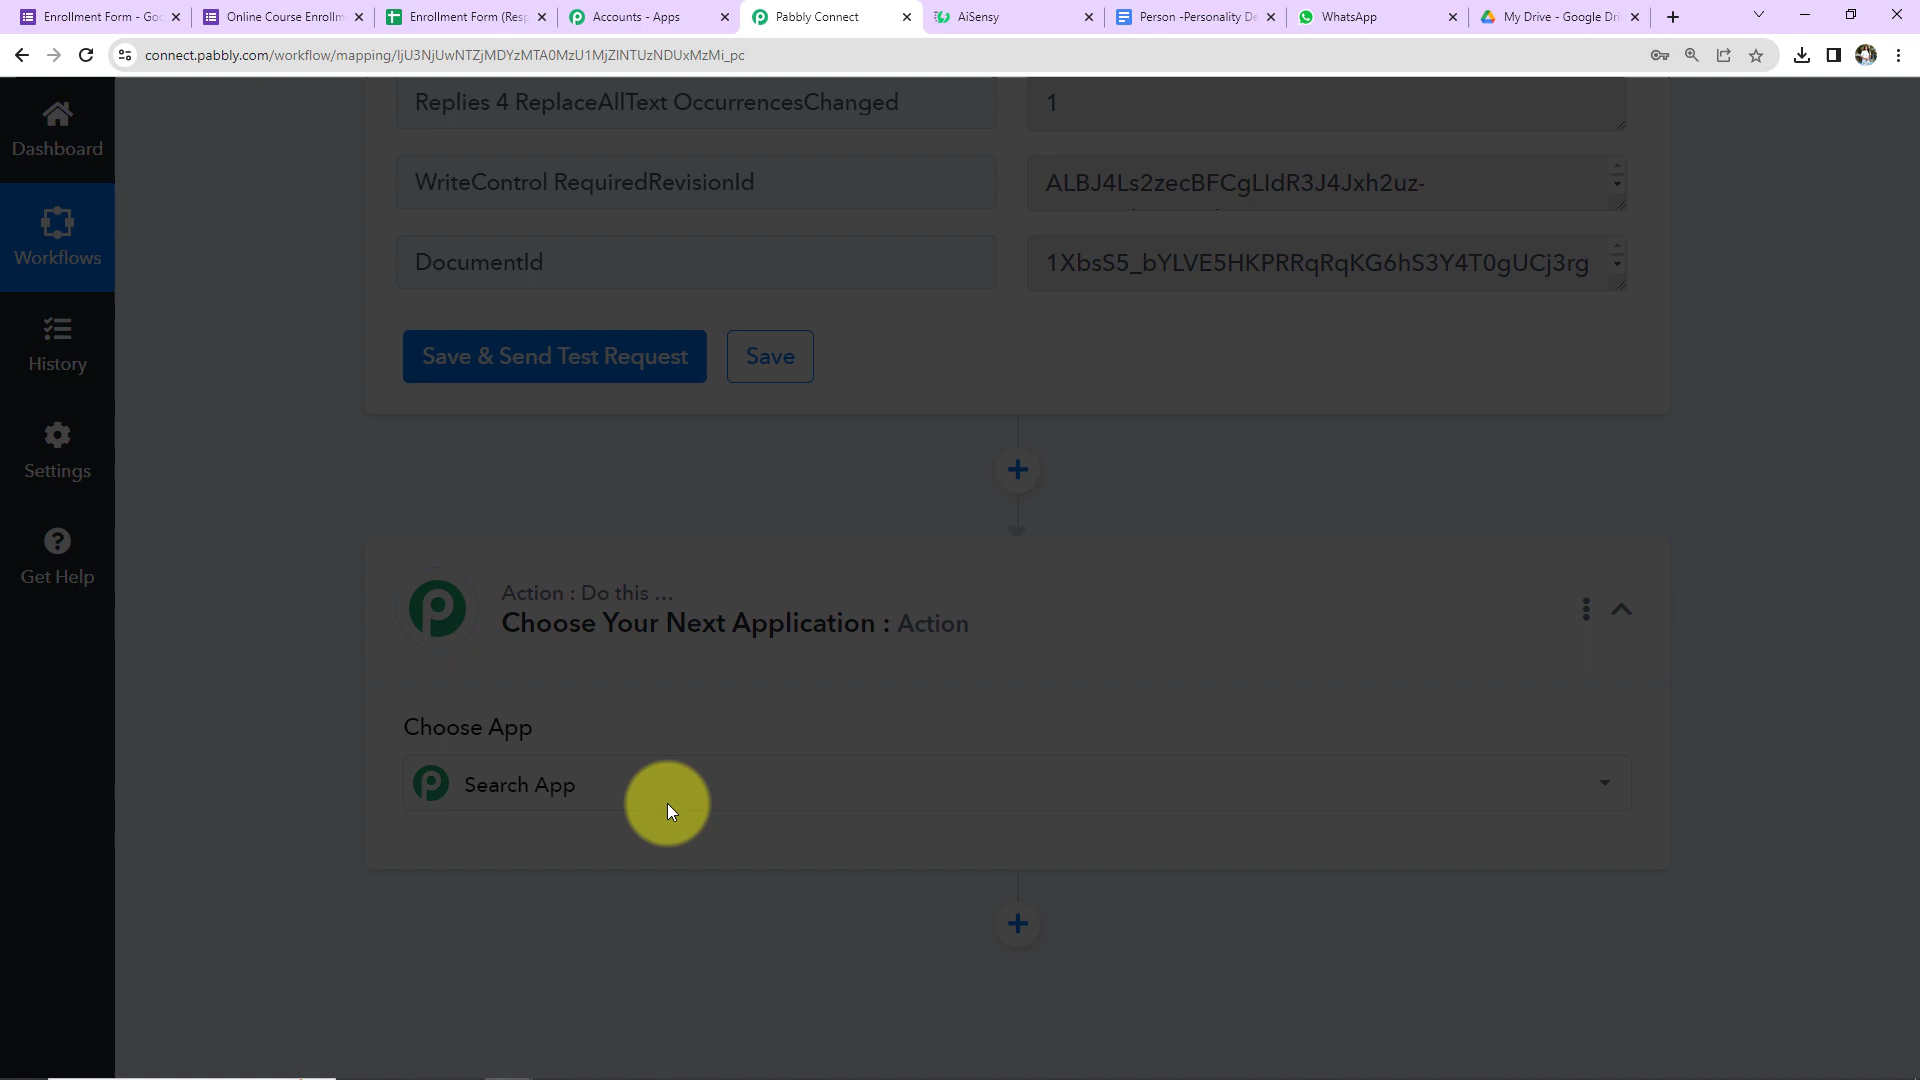 Enrollment Form - Goo
Online Course Enrollm
Enrollment Form (Resp
Accounts - Apps
Pabbly Connect
AiSensy
Person -Personality De
WhatsApp
My Drive - Google Dri
connect.pabbly.com/workflow/mapping/IjU3NjUwNTZjMDYzMTA0MzU1MjZlNTUzNDUxMzMi_pc
Dashboard
Workflows
History
Settings
Get Help
Replies 4 ReplaceAllText OccurrencesChanged
1
WriteControl RequiredRevisionId
ALBJ4Ls2zecBFCgLIdR3J4Jxh2uz-
DocumentId
1XbsS5_bYLVE5HKPRRqRqKG6hS3Y4T0gUCj3rg
Save & Send Test Request
Save
Action : Do this ...
Choose Your Next Application : Action
Choose App
Search App